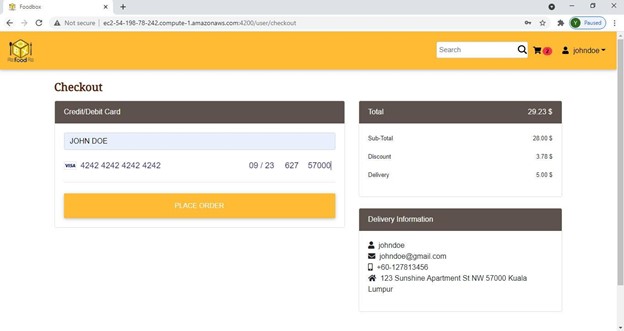 Foodbox
Not secure | ec2-54-198-78-242.compute-1.amazonaws.com:4200/user/checkout
Y Paused
Food
Search
2
johndoe
Checkout
Credit/Debit Card
JOHN DOE
VISA 4242 4242 4242 4242 09 / 23 627 57000
PLACE ORDER
Total 29.23 $
Sub-Total 28.00 $
Discount 3.78 $
Delivery 5.00 $
Delivery Information
johndoe
johndoe@gmail.com
+60-127813456
123 Sunshine Apartment St NW 57000 Kuala
Lumpur